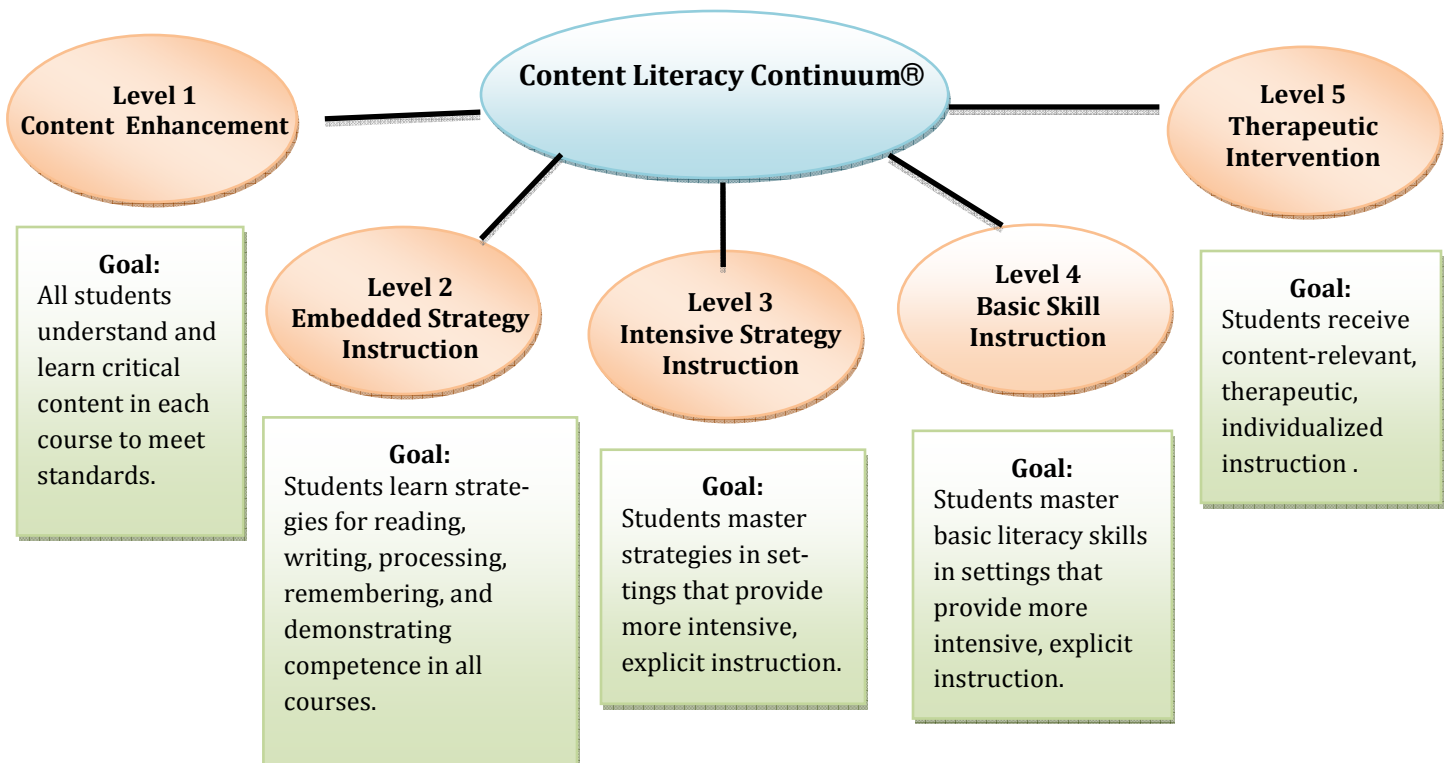 Content Literacy Continuum®
Level 1
Content Enhancement
Goal:
All students
understand and
learn critical
content in each
course to meet
standards.
Level 2
Embedded Strategy
Instruction
Goal:
Students learn strate-
gies for reading,
writing, processing,
remembering, and
demonstrating
competence in all
courses.
Level 3
Intensive Strategy
Instruction
Goal:
Students master
strategies in set-
tings that provide
more intensive,
explicit instruction.
Level 4
Basic Skill
Instruction
Goal:
Students master
basic literacy skills
in settings that
provide more
intensive, explicit
instruction.
Level 5
Therapeutic
Intervention
Goal:
Students receive
content-relevant,
therapeutic,
individualized
instruction .